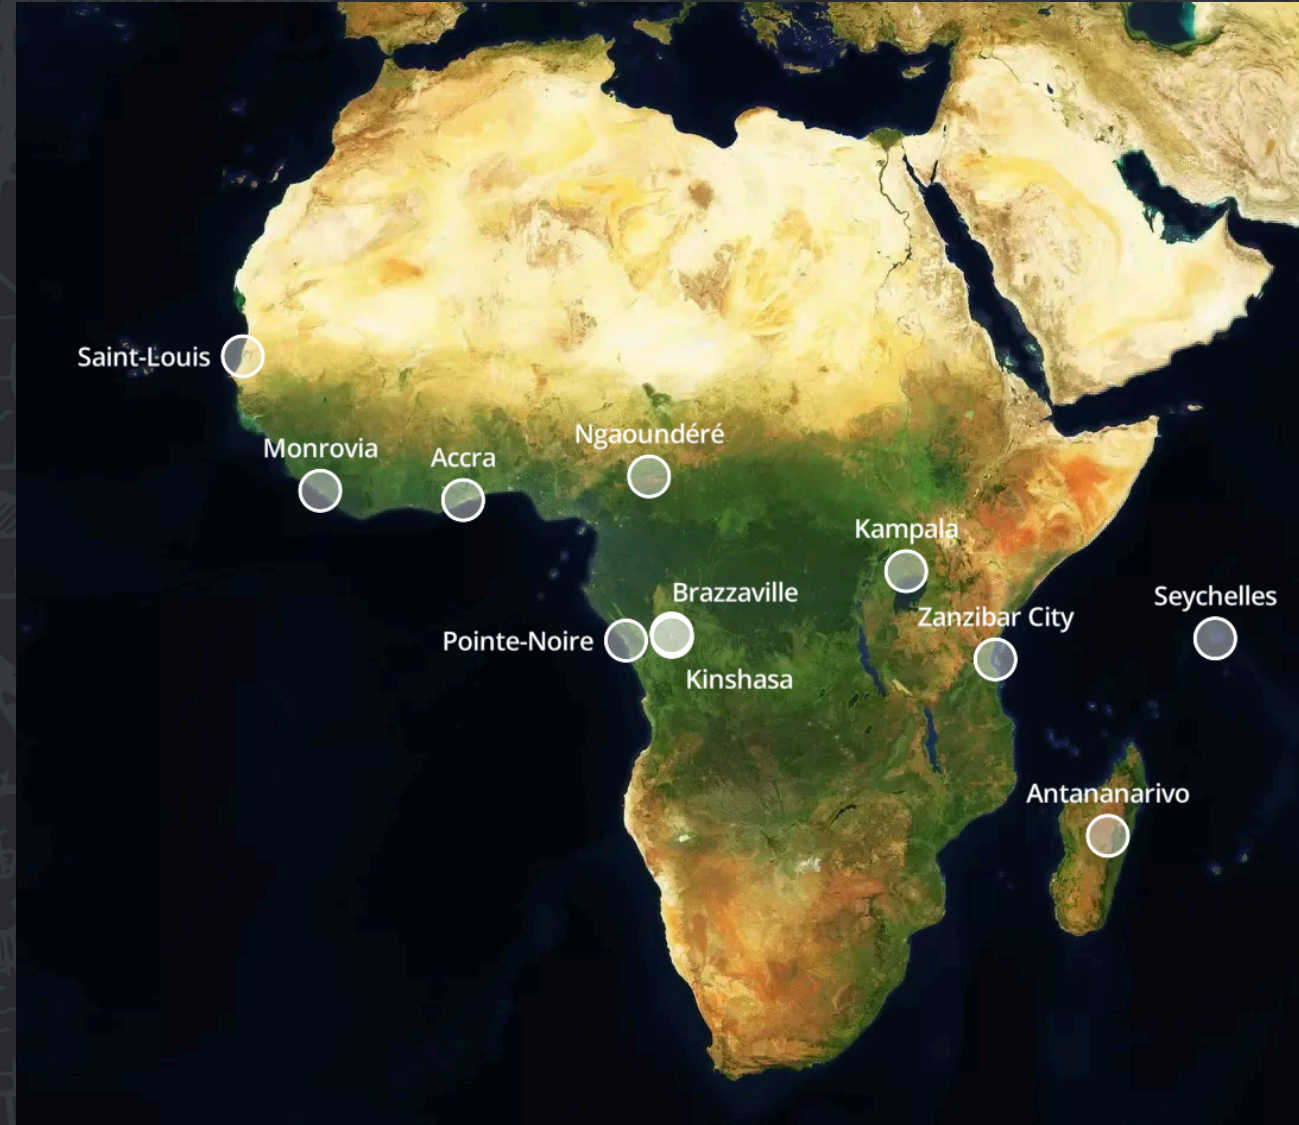 Saint-Louis
Monrovia
Accra
Ngaoundéré
Kampala
Brazzaville
Seychelles
Zanzibar City
Pointe-Noire
Kinshasa
Antananarivo